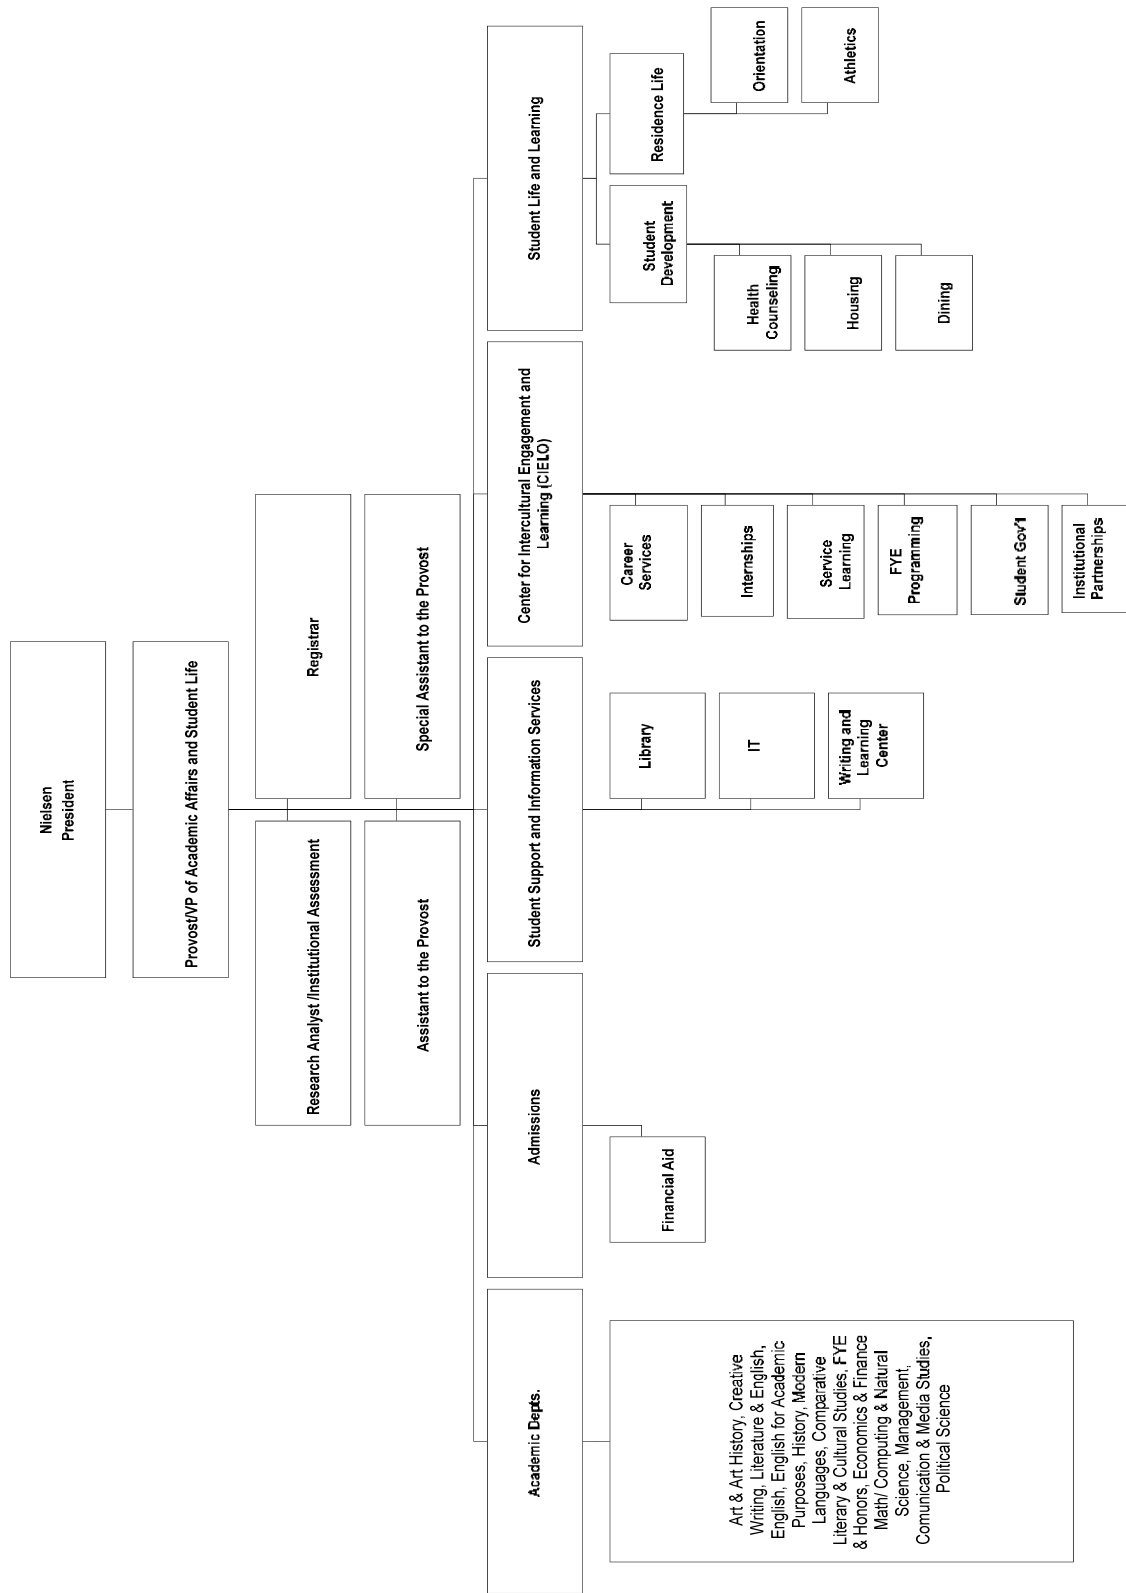 Nielsen
President
Provost/VP of Academic Affairs and Student Life
Research Analyst /Institutional Assessment
Registrar
Assistant to the Provost
Special Assistant to the Provost
Academic Depts.
Admissions
Student Support and Information Services
Center for Intercultural Engagement and
Learning (CIELO)
Student Life and Learning
Art & Art History, Creative
Writing, Literature & English,
English, English for Academic
Purposes, History, Modern
Languages, Comparative
Literary & Cultural Studies, FYE
& Honors, Economics & Finance
Math/ Computing & Natural
Science, Management,
Comunication & Media Studies,
Political Science
Financial Aid
Library
IT
Writing and
Learning
Center
Career
Services
Internships
Service
Learning
FYE
Programming
Student Gov't
Institutional
Partnerships
Student
Development
Health
Counseling
Housing
Dining
Residence Life
Orientation
Athletics